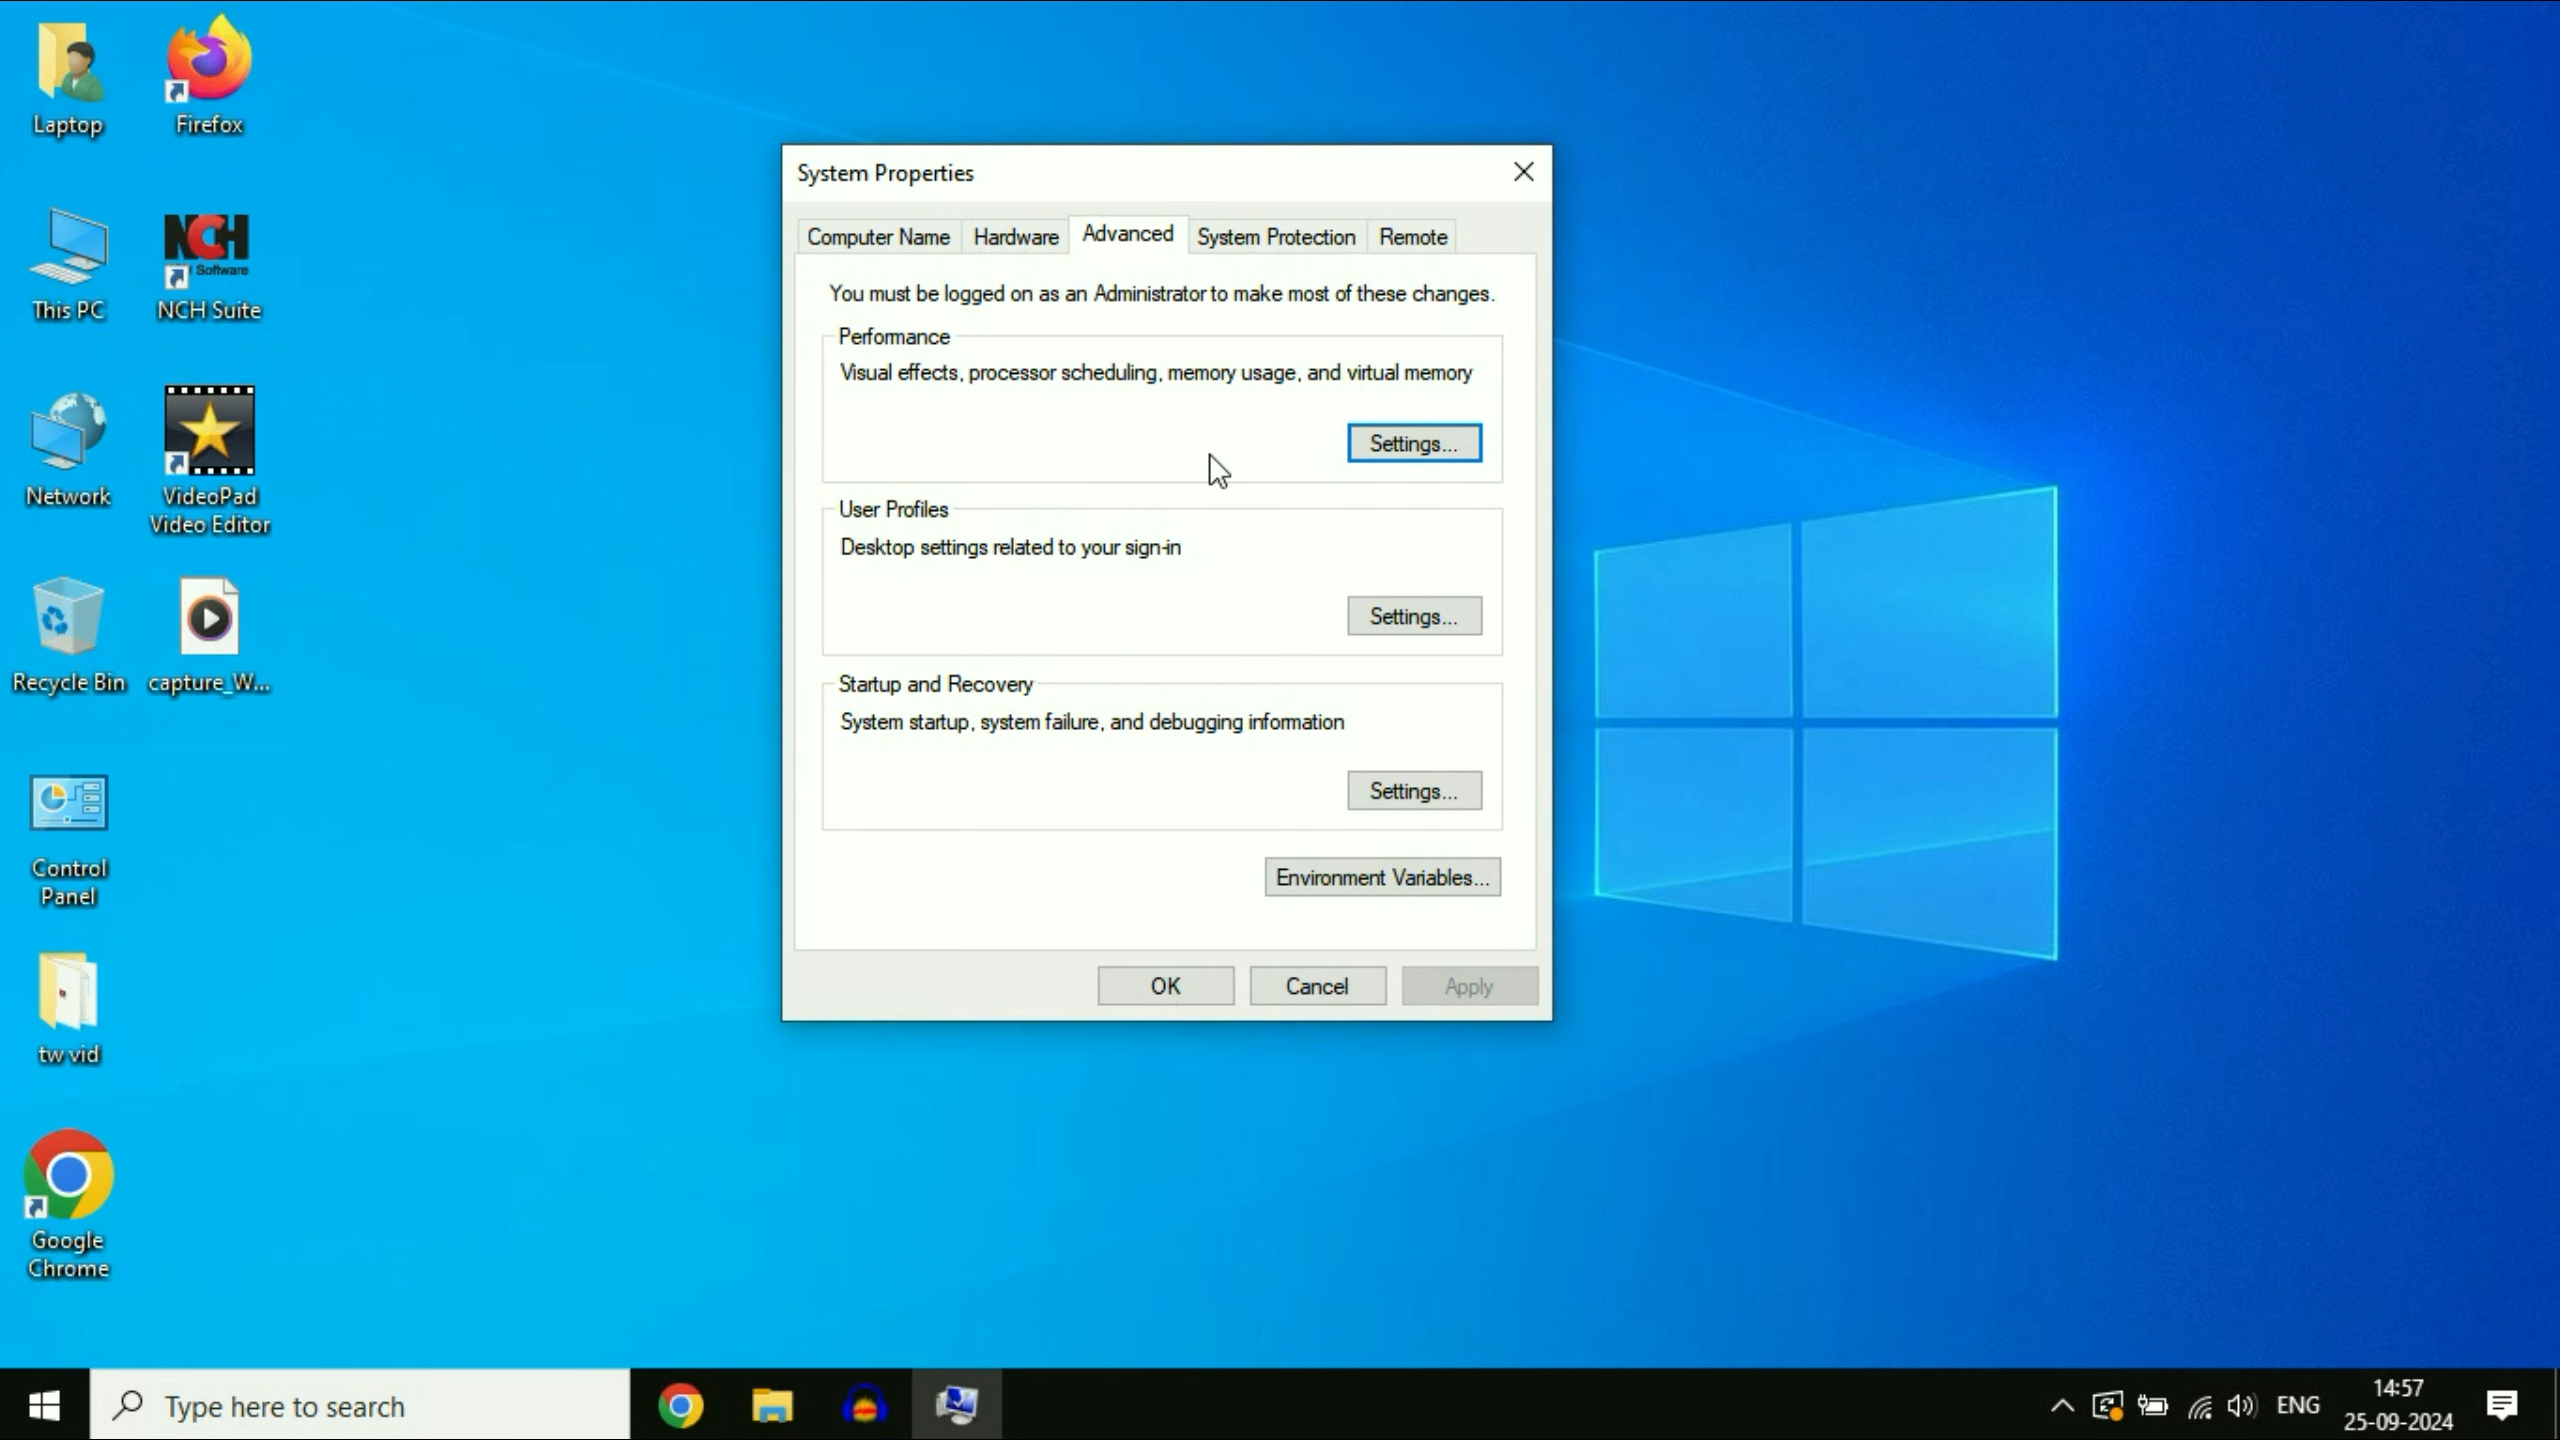 Laptop
Firefox
This PC
NCH Software
NCH Suite
Network
VideoPad
Video Editor
Recycle Bin
capture_W...
Control
Panel
tw vid
Google
Chrome
System Properties
Computer Name
Hardware
Advanced
System Protection
Remote
You must be logged on as an Administrator to make most of these changes.
Performance
Visual effects, processor scheduling, memory usage, and virtual memory
Settings...
User Profiles
Desktop settings related to your sign-in
Settings...
Startup and Recovery
System startup, system failure, and debugging information
Settings...
Environment Variables...
OK
Cancel
Apply
Type here to search
ENG
14:57
25-09-2024